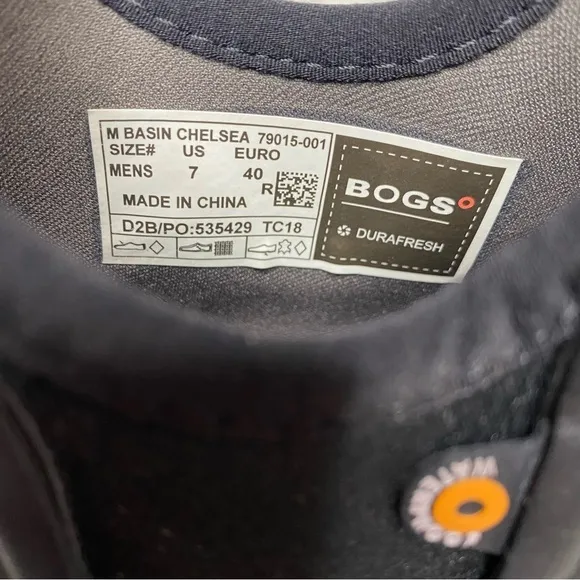 M BASIN CHELSEA 79015-001
SIZE# US EURO
MENS 7 40
R
MADE IN CHINA
D2B/PO:535429 TC18
BOGS
DURAFRESH